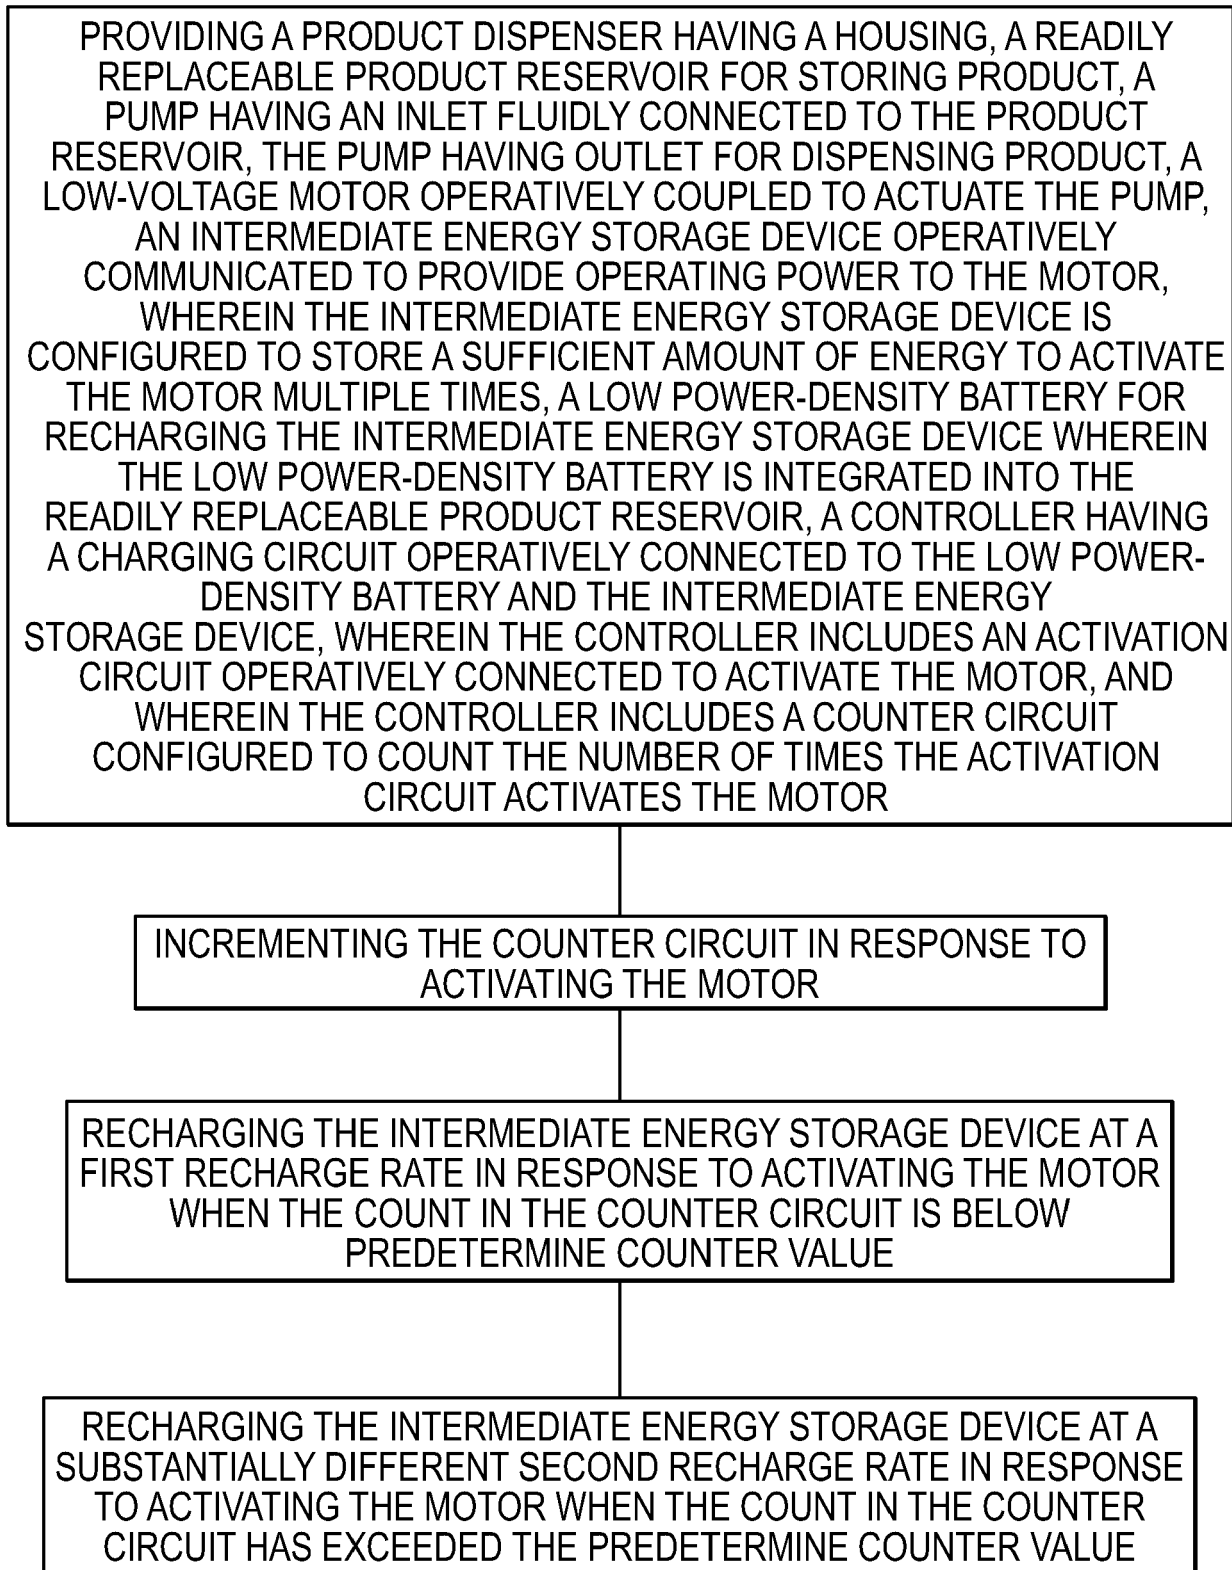 PROVIDING A PRODUCT DISPENSER HAVING A HOUSING, A READILY
REPLACEABLE PRODUCT RESERVOIR FOR STORING PRODUCT, A
PUMP HAVING AN INLET FLUIDLY CONNECTED TO THE PRODUCT
RESERVOIR, THE PUMP HAVING OUTLET FOR DISPENSING PRODUCT, A
LOW-VOLTAGE MOTOR OPERATIVELY COUPLED TO ACTUATE THE PUMP,
AN INTERMEDIATE ENERGY STORAGE DEVICE OPERATIVELY
COMMUNICATED TO PROVIDE OPERATING POWER TO THE MOTOR,
WHEREIN THE INTERMEDIATE ENERGY STORAGE DEVICE IS
CONFIGURED TO STORE A SUFFICIENT AMOUNT OF ENERGY TO ACTIVATE
THE MOTOR MULTIPLE TIMES, A LOW POWER-DENSITY BATTERY FOR
RECHARGING THE INTERMEDIATE ENERGY STORAGE DEVICE WHEREIN
THE LOW POWER-DENSITY BATTERY IS INTEGRATED INTO THE
READILY REPLACEABLE PRODUCT RESERVOIR, A CONTROLLER HAVING
A CHARGING CIRCUIT OPERATIVELY CONNECTED TO THE LOW POWER-
DENSITY BATTERY AND THE INTERMEDIATE ENERGY
STORAGE DEVICE, WHEREIN THE CONTROLLER INCLUDES AN ACTIVATION
CIRCUIT OPERATIVELY CONNECTED TO ACTIVATE THE MOTOR, AND
WHEREIN THE CONTROLLER INCLUDES A COUNTER CIRCUIT
CONFIGURED TO COUNT THE NUMBER OF TIMES THE ACTIVATION
CIRCUIT ACTIVATES THE MOTOR
INCREMENTING THE COUNTER CIRCUIT IN RESPONSE TO
ACTIVATING THE MOTOR
RECHARGING THE INTERMEDIATE ENERGY STORAGE DEVICE AT A
FIRST RECHARGE RATE IN RESPONSE TO ACTIVATING THE MOTOR
WHEN THE COUNT IN THE COUNTER CIRCUIT IS BELOW
PREDETERMINE COUNTER VALUE
RECHARGING THE INTERMEDIATE ENERGY STORAGE DEVICE AT A
SUBSTANTIALLY DIFFERENT SECOND RECHARGE RATE IN RESPONSE
TO ACTIVATING THE MOTOR WHEN THE COUNT IN THE COUNTER
CIRCUIT HAS EXCEEDED THE PREDETERMINE COUNTER VALUE